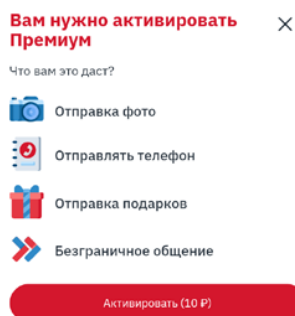 Вам нужно активировать
Премиум
Что вам это даст?
Отправка фото
Отправлять телефон
Отправка подарков
Безграничное общение
Активировать (10 ₽)